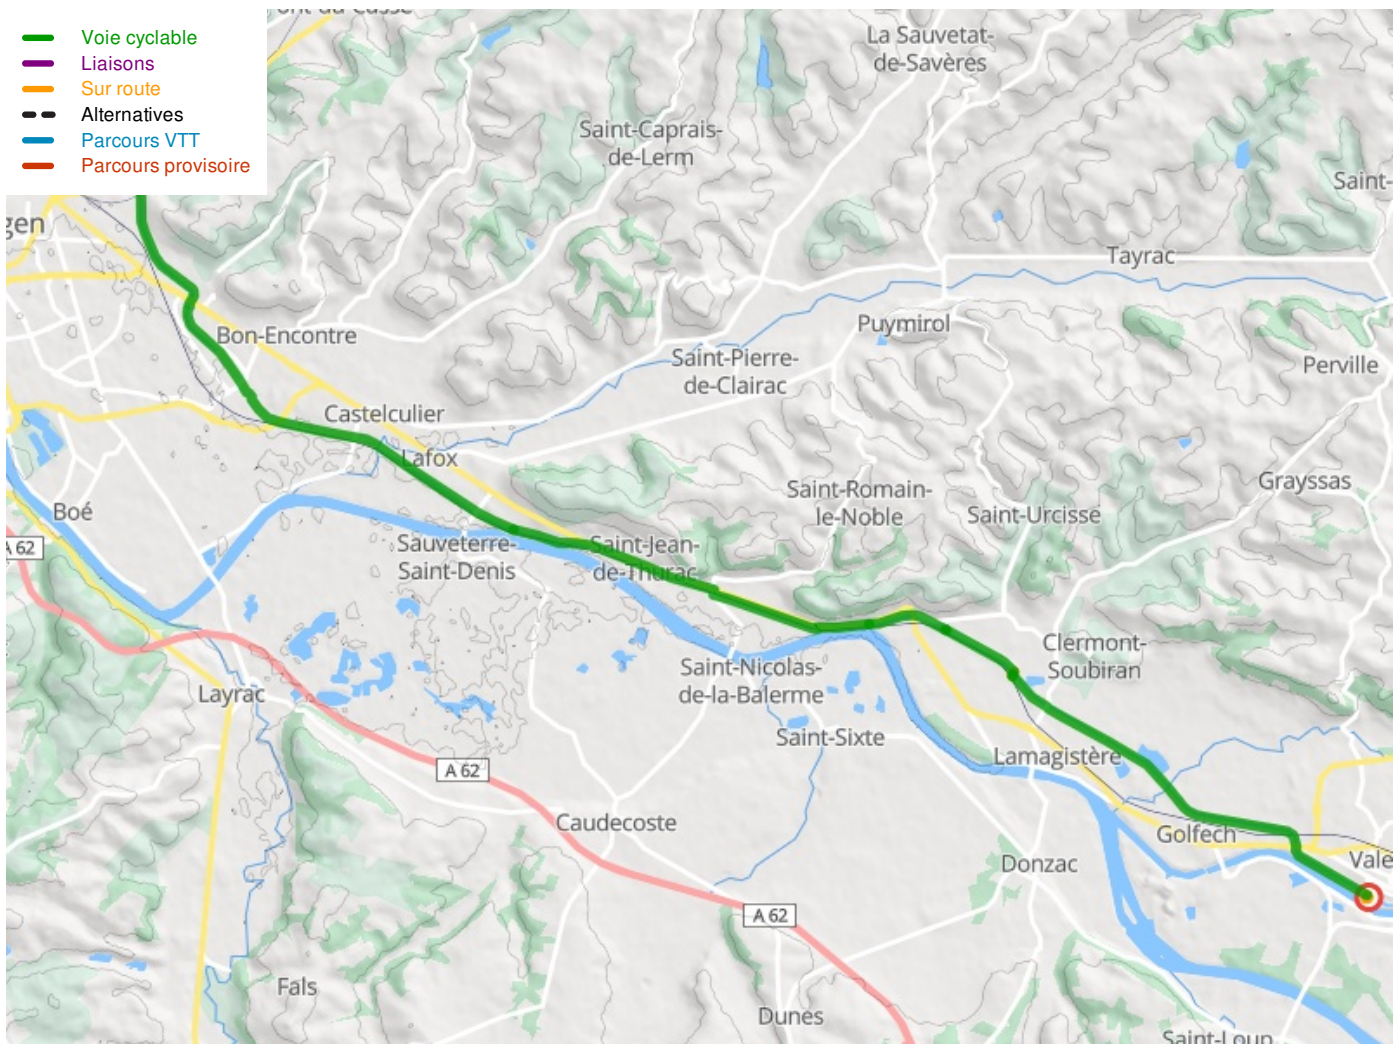 Voie cyclable
Liaisons
Sur route
Alternatives
Parcours VTT
Parcours provisoire
La Sauvetat-
de-Savères
Saint-Caprais-
de-Lerm
Saint-
gen
Tayrac
Puymirol
Bon-Encontre
Saint-Pierre-
de-Clairac
Perville
Castelculier
Lafox
Grayssas
Saint-Romain-
le-Noble
Saint-Urcisse
Boé
A 62
Sauveterre-
Saint-Denis
Saint-Jean-
de-Thurac
Clermont-
Soubiran
Saint-Nicolas-
de-la-Balerme
Layrac
Saint-Sixte
Lamagistère
A 62
Caudecoste
Golfech
Vale
Donzac
A 62
Fals
Dunes
Saint-Loup